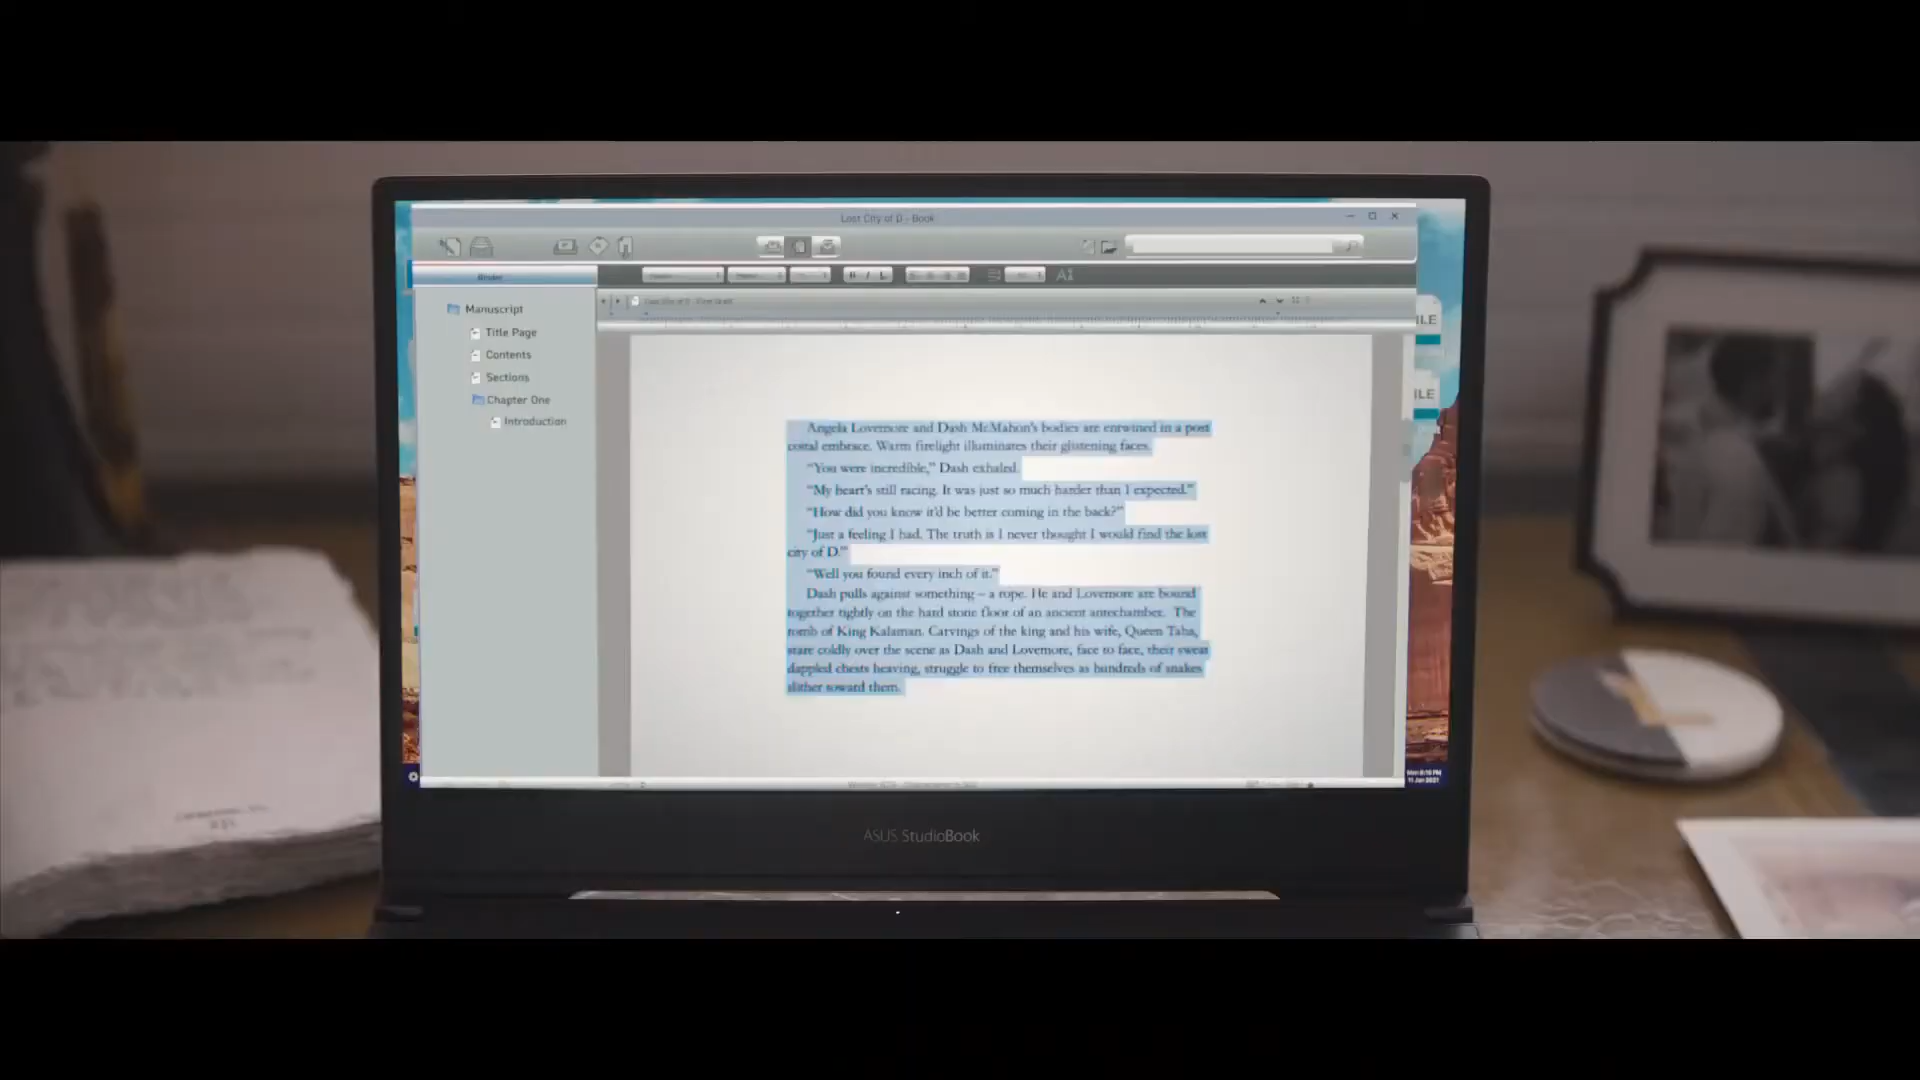 Lost City of D - Book
Binder
Manuscript
Title Page
Contents
Sections
Chapter One
Introduction
Angela Lovemore and Dash McMahon's bodies are entwined in a post
coital embrace. Warm firelight illuminates their glistening faces.
“You were incredible,” Dash exhaled.
“My heart's still racing. It was just so much harder than I expected.”
“How did you know it'd be better coming in the back?”
“Just a feeling I had. The truth is I never thought I would find the lost
city of D.”
“Well you found every inch of it.”
Dash pulls against something – a rope. He and Lovemore are bound
together tightly on the hard stone floor of an ancient antechamber. The
tomb of King Kalaman. Carvings of the king and his wife, Queen Taha,
stare coldly over the scene as Dash and Lovemore, face to face, their sweat
dappled chests heaving, struggle to free themselves as hundreds of snakes
slither toward them.
ILE
ILE
11 Jan 2021
ASUS StudioBook